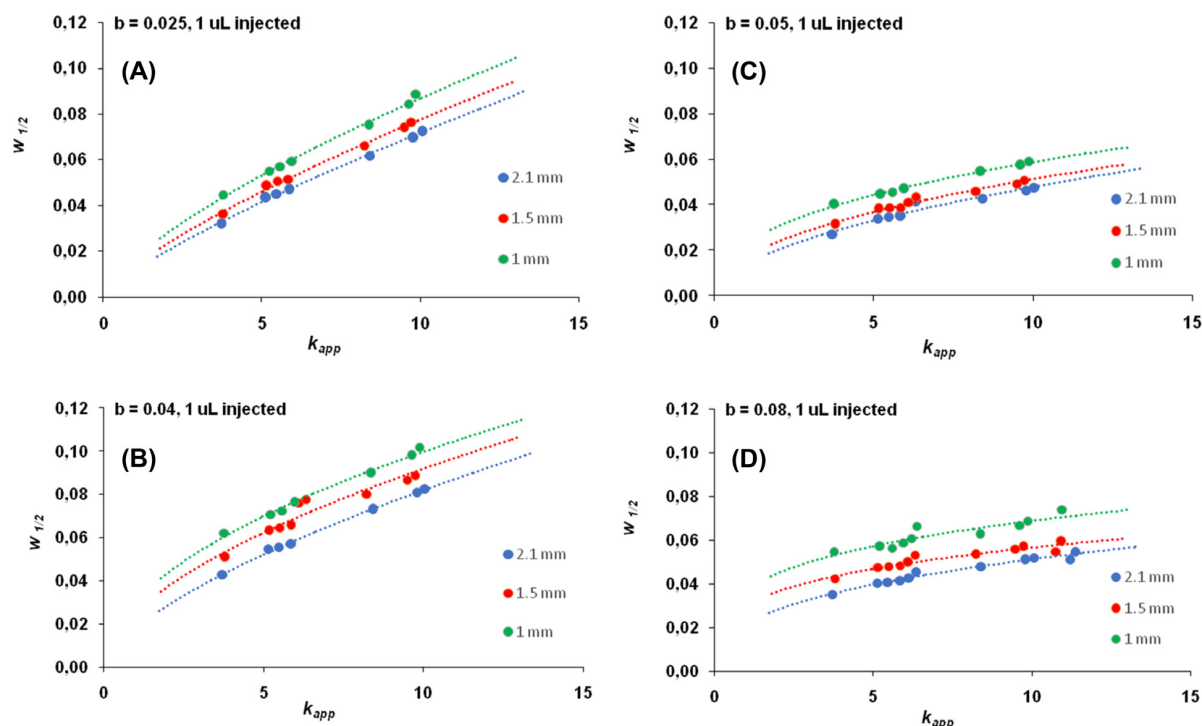 b = 0.025, 1 uL injected
(A)
0,12
0,10
0,08
0,06
0,04
0,02
0,00
w 1/2
2.1 mm
1.5 mm
1 mm
0
5
10
15
k app
b = 0.05, 1 uL injected
(C)
0,12
0,10
0,08
0,06
0,04
0,02
0,00
w 1/2
2.1 mm
1.5 mm
1 mm
0
5
10
15
k app
b = 0.04, 1 uL injected
(B)
0,12
0,10
0,08
0,06
0,04
0,02
0,00
w 1/2
2.1 mm
1.5 mm
1 mm
0
5
10
15
k app
b = 0.08, 1 uL injected
(D)
0,12
0,10
0,08
0,06
0,04
0,02
0,00
w 1/2
2.1 mm
1.5 mm
1 mm
0
5
10
15
k app